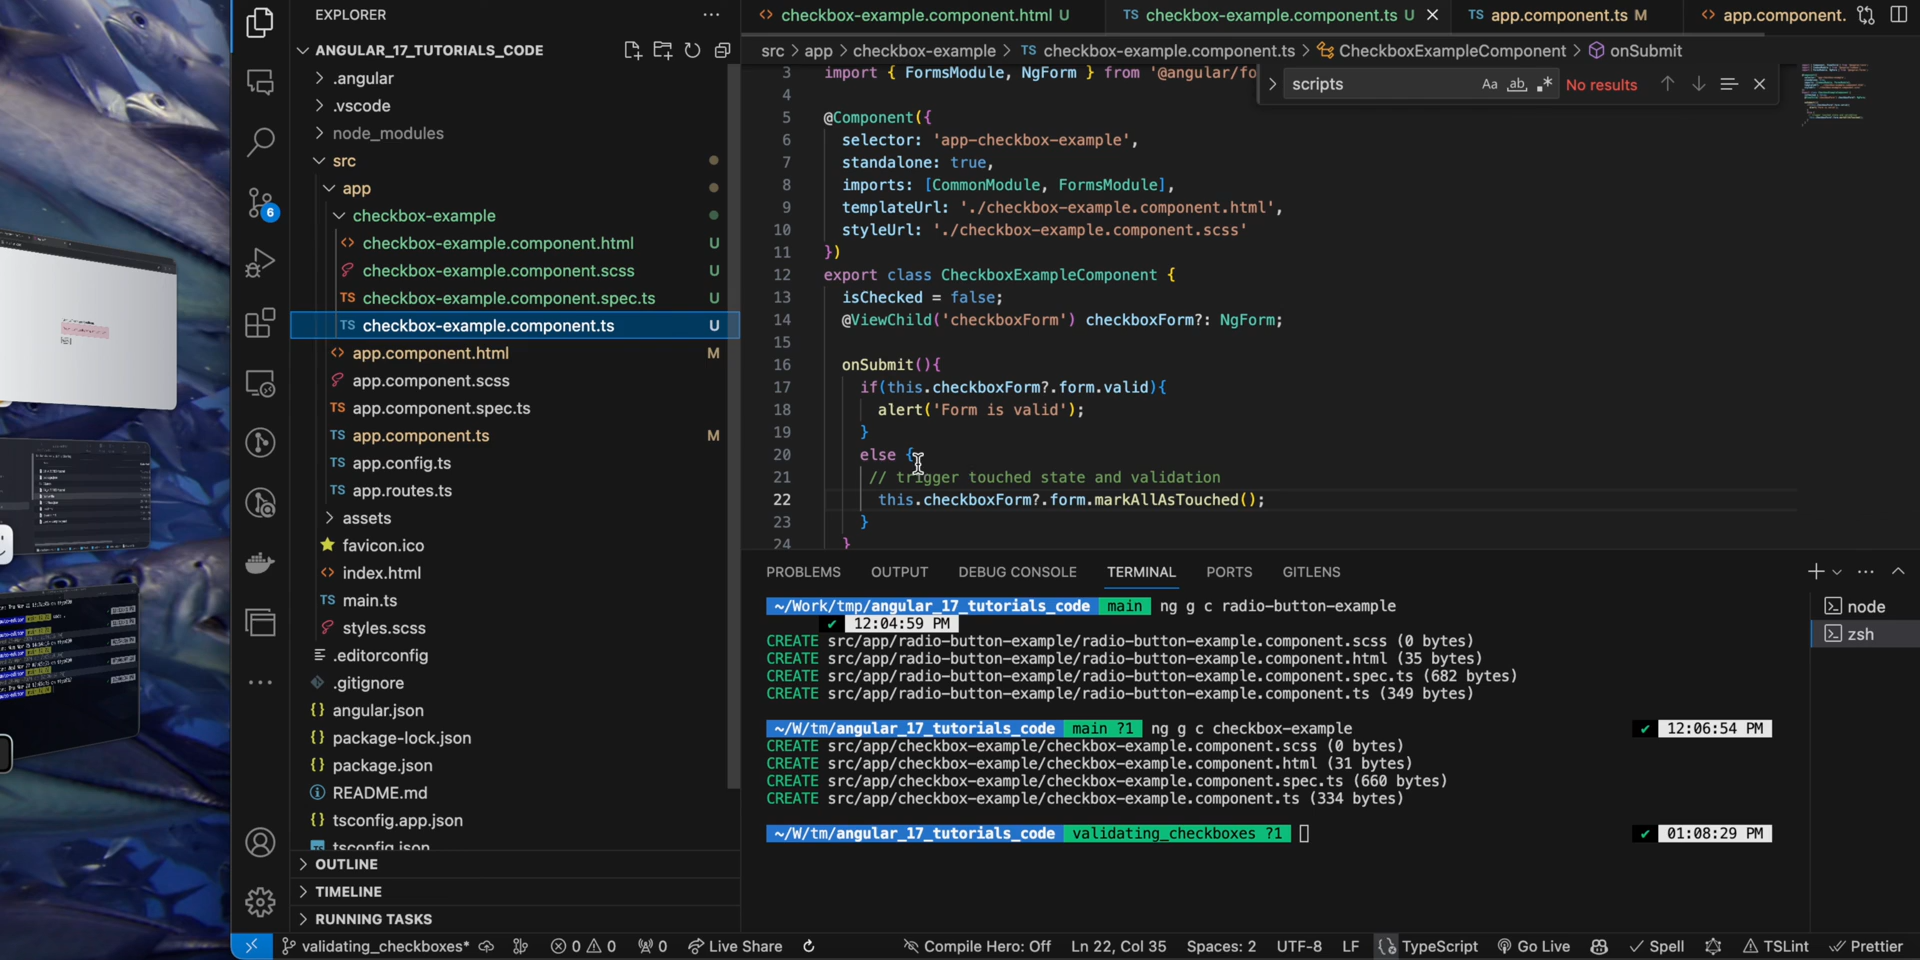 EXPLORER
ANGULAR_17_TUTORIALS_CODE
.angular
.vscode
node_modules
src
app
checkbox-example
checkbox-example.component.html U
checkbox-example.component.scss U
checkbox-example.component.spec.ts U
checkbox-example.component.ts U
app.component.html M
app.component.scss
app.component.spec.ts
app.component.ts M
app.config.ts
app.routes.ts
assets
favicon.ico
index.html
main.ts
styles.scss
.editorconfig
.gitignore
angular.json
package-lock.json
package.json
README.md
tsconfig.app.json
tsconfig.json
OUTLINE
TIMELINE
RUNNING TASKS
6
checkbox-example.component.html U
TS checkbox-example.component.ts U
TS app.component.ts M
app.component.
src > app > checkbox-example > TS checkbox-example.component.ts > CheckboxExampleComponent > onSubmit
scripts
Aa ab No results
3 import { FormsModule, NgForm } from '@angular/fo
4
5 @Component({
6 selector: 'app-checkbox-example',
7 standalone: true,
8 imports: [CommonModule, FormsModule],
9 templateUrl: './checkbox-example.component.html',
10 styleUrl: './checkbox-example.component.scss'
11 })
12 export class CheckboxExampleComponent {
13 isChecked = false;
14 @ViewChild('checkboxForm') checkboxForm?: NgForm;
15
16 onSubmit(){
17 if(this.checkboxForm?.form.valid){
18 alert('Form is valid');
19 }
20 else {
21 // trigger touched state and validation
22 this.checkboxForm?.form.markAllAsTouched();
23 }
24 }
PROBLEMS OUTPUT DEBUG CONSOLE TERMINAL PORTS GITLENS
~/Work/tmp/angular_17_tutorials_code main ng g c radio-button-example
✔ 12:04:59 PM
CREATE src/app/radio-button-example/radio-button-example.component.scss (0 bytes)
CREATE src/app/radio-button-example/radio-button-example.component.html (35 bytes)
CREATE src/app/radio-button-example/radio-button-example.component.spec.ts (682 bytes)
CREATE src/app/radio-button-example/radio-button-example.component.ts (349 bytes)
~/W/tm/angular_17_tutorials_code main ?1 ng g c checkbox-example ✔ 12:06:54 PM
CREATE src/app/checkbox-example/checkbox-example.component.scss (0 bytes)
CREATE src/app/checkbox-example/checkbox-example.component.html (31 bytes)
CREATE src/app/checkbox-example/checkbox-example.component.spec.ts (660 bytes)
CREATE src/app/checkbox-example/checkbox-example.component.ts (334 bytes)
~/W/tm/angular_17_tutorials_code validating_checkboxes ?1 ✔ 01:08:29 PM
node
zsh
validating_checkboxes* 0 0 0 Live Share Compile Hero: Off Ln 22, Col 35 Spaces: 2 UTF-8 LF TypeScript Go Live Spell TSLint Prettier